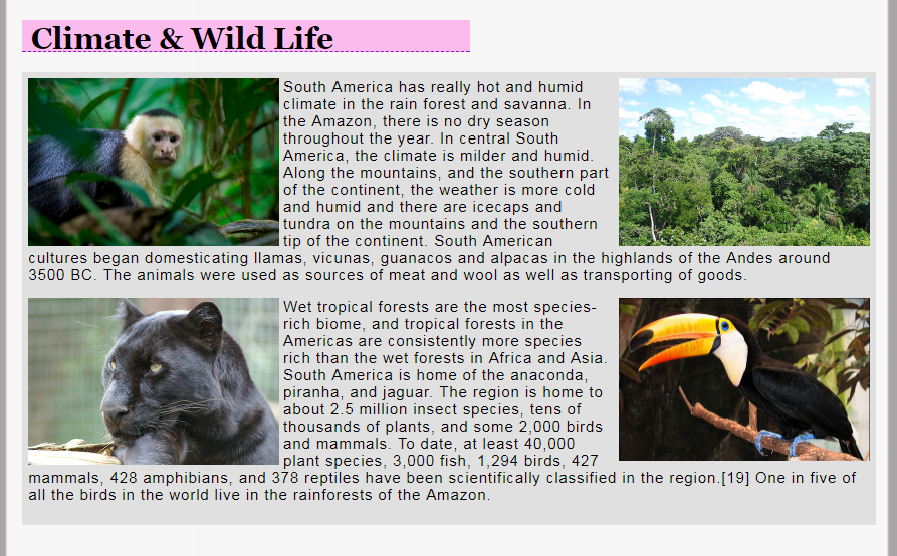 Climate & Wild Life
South America has really hot and humid
climate in the rain forest and savanna. In
the Amazon, there is no dry season
throughout the year. In central South
America, the climate is milder and humid.
Along the mountains, and the southern part
of the continent, the weather is more cold
and humid and there are icecaps and
tundra on the mountains and the southern
tip of the continent. South American
cultures began domesticating llamas, vicunas, guanacos and alpacas in the highlands of the Andes around
3500 BC. The animals were used as sources of meat and wool as well as transporting of goods.
Wet tropical forests are the most species-
rich biome, and tropical forests in the
Americas are consistently more species
rich than the wet forests in Africa and Asia.
South America is home of the anaconda,
piranha, and jaguar. The region is home to
about 2.5 million insect species, tens of
thousands of plants, and some 2,000 birds
and mammals. To date, at least 40,000
plant species, 3,000 fish, 1,294 birds, 427
mammals, 428 amphibians, and 378 reptiles have been scientifically classified in the region.[19] One in five of
all the birds in the world live in the rainforests of the Amazon.